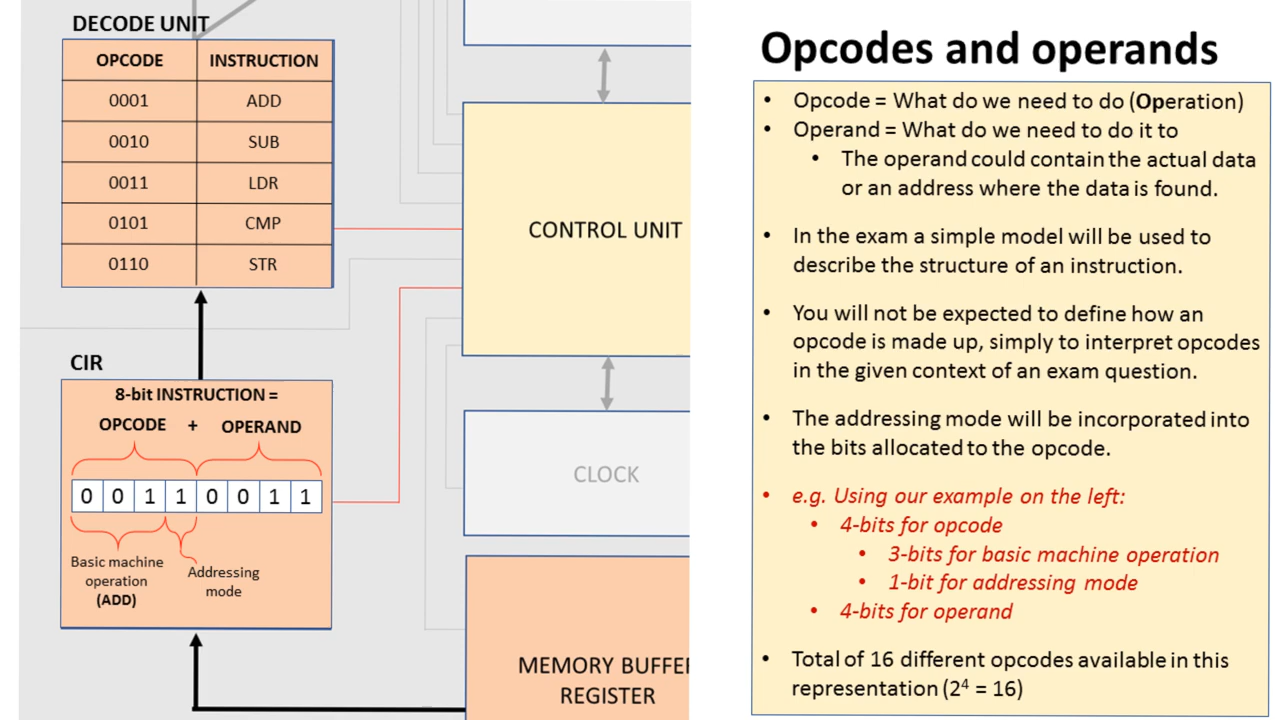 DECODE UNIT
OPCODE INSTRUCTION
0001 ADD
0010 SUB
0011 LDR
0101 CMP
0110 STR
CIR
8-bit INSTRUCTION =
OPCODE + OPERAND
0 0 1 1 0 0 1 1
Basic machine
operation
(ADD)
Addressing
mode
CONTROL UNIT
CLOCK
MEMORY BUFFER
REGISTER
Opcodes and operands
• Opcode = What do we need to do (Operation)
• Operand = What do we need to do it to
• The operand could contain the actual data
or an address where the data is found.
• In the exam a simple model will be used to
describe the structure of an instruction.
• You will not be expected to define how an
opcode is made up, simply to interpret opcodes
in the given context of an exam question.
• The addressing mode will be incorporated into
the bits allocated to the opcode.
• e.g. Using our example on the left:
• 4-bits for opcode
• 3-bits for basic machine operation
• 1-bit for addressing mode
• 4-bits for operand
• Total of 16 different opcodes available in this
representation (2⁴ = 16)